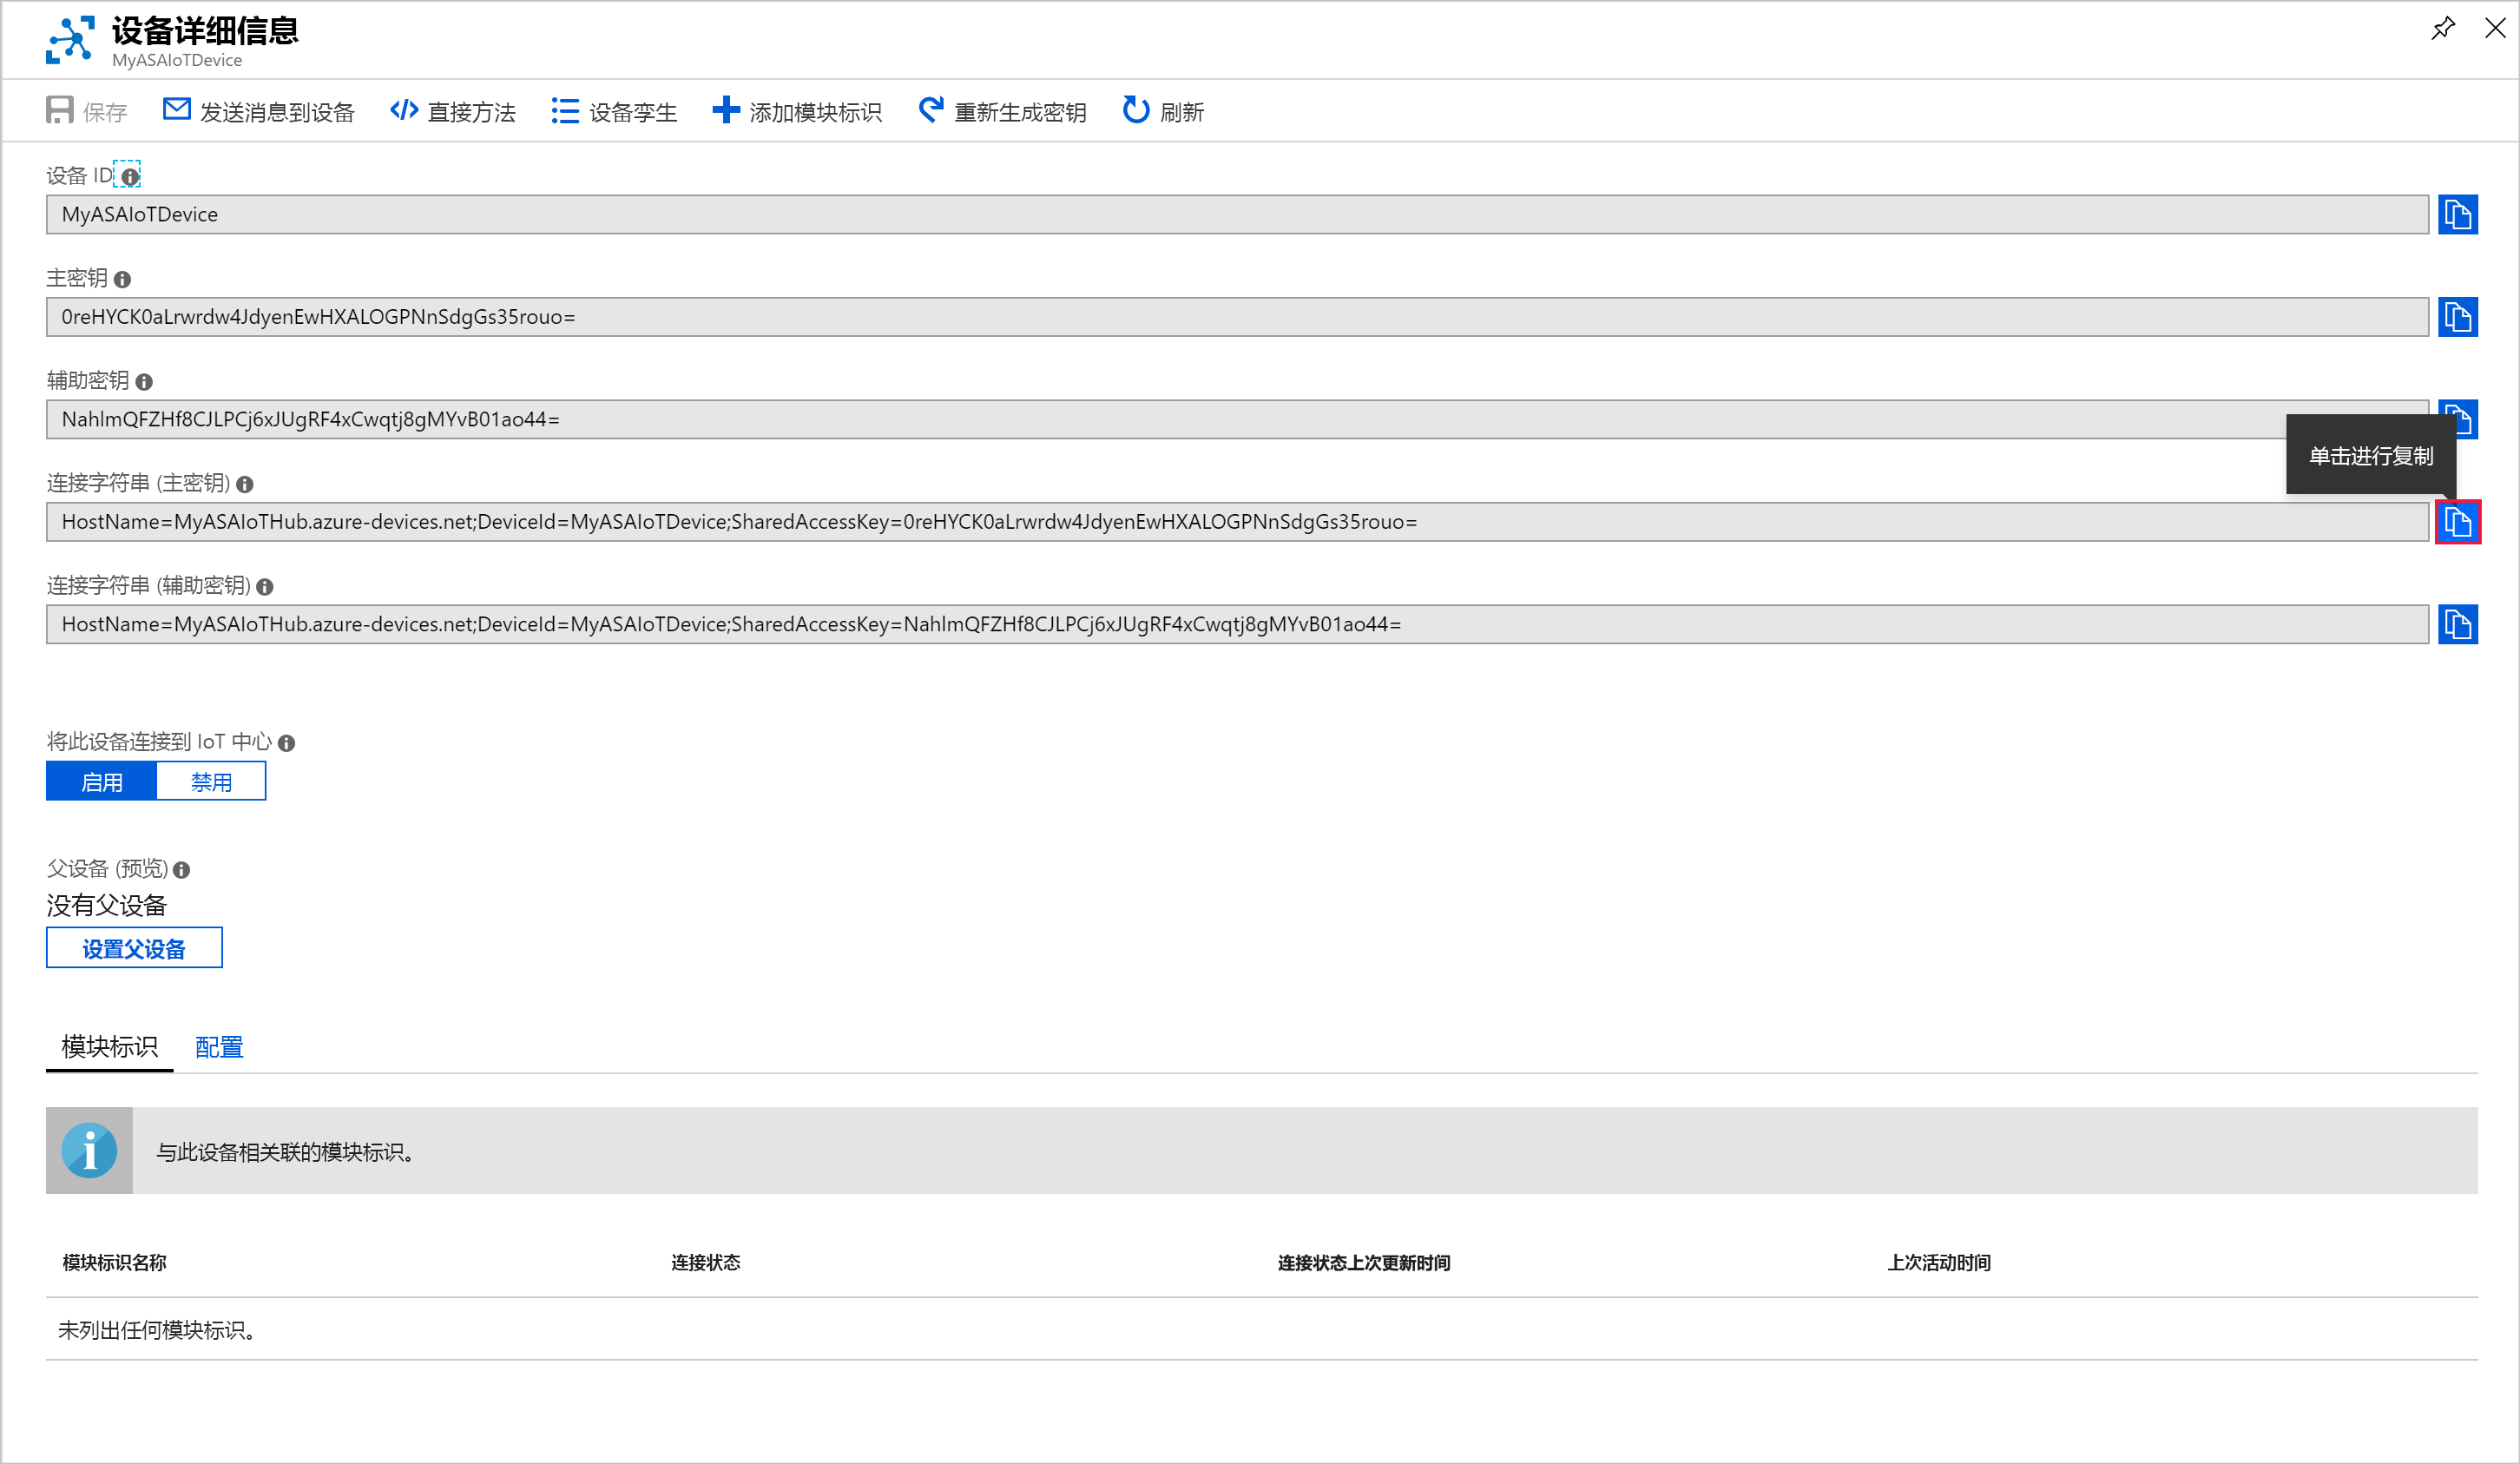 设备详细信息
MyASAIoTDevice
保存 发送消息到设备 直接方法 设备孪生 添加模块标识 重新生成密钥 刷新
设备 ID
MyASAIoTDevice
主密钥
0reHYCK0aLrwrdw4JdyenEwHXALOGPNnSdgGs35rouo=
辅助密钥
NahlmQFZHf8CJLPCj6xJUgRF4xCwqtj8gMYvB01ao44=
单击进行复制
连接字符串 (主密钥)
HostName=MyASAIoTHub.azure-devices.net;DeviceId=MyASAIoTDevice;SharedAccessKey=0reHYCK0aLrwrdw4JdyenEwHXALOGPNnSdgGs35rouo=
连接字符串 (辅助密钥)
HostName=MyASAIoTHub.azure-devices.net;DeviceId=MyASAIoTDevice;SharedAccessKey=NahlmQFZHf8CJLPCj6xJUgRF4xCwqtj8gMYvB01ao44=
将此设备连接到 IoT 中心
启用 禁用
父设备 (预览)
没有父设备
设置父设备
模块标识 配置
与此设备相关联的模块标识。
模块标识名称 连接状态 连接状态上次更新时间 上次活动时间
未列出任何模块标识。